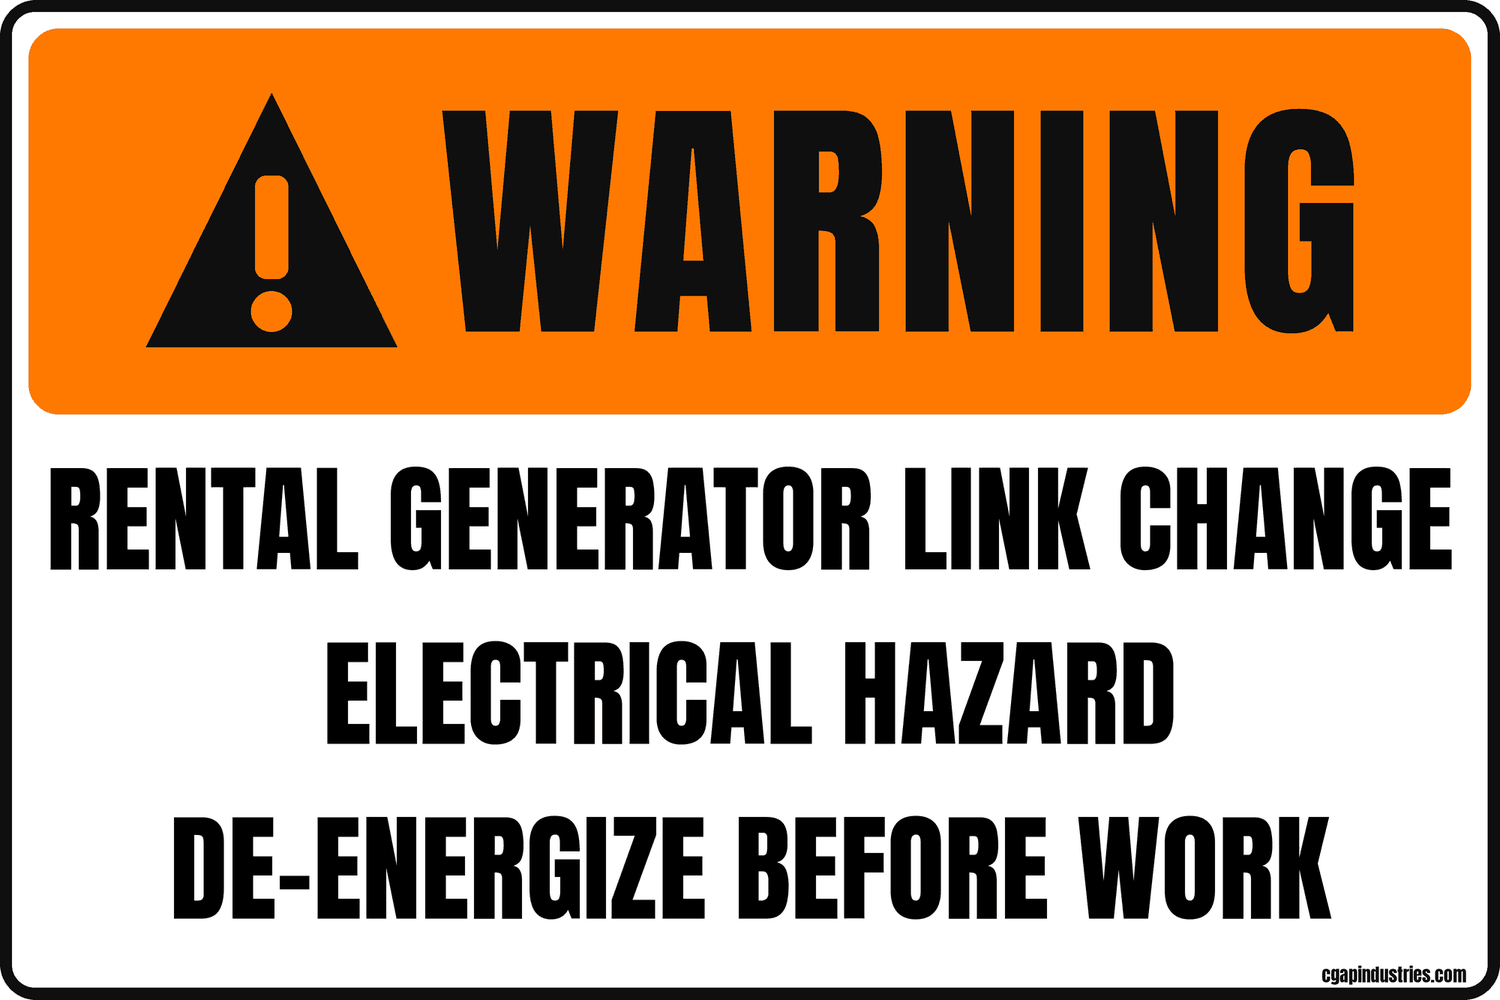 WARNING
RENTAL GENERATOR LINK CHANGE
ELECTRICAL HAZARD
DE-ENERGIZE BEFORE WORK
cgapindustries.com